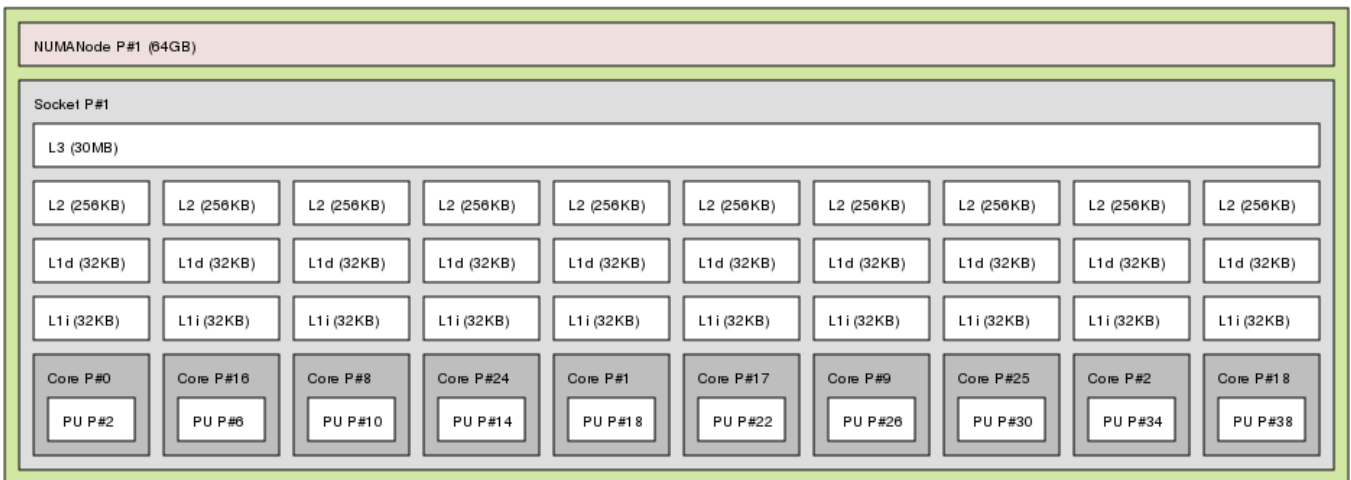 NUMANode P#1 (64GB)
Socket P#1
L3 (30MB)
L2 (256KB) L2 (256KB) L2 (256KB) L2 (256KB) L2 (256KB) L2 (256KB) L2 (256KB) L2 (256KB) L2 (256KB) L2 (256KB)
L1d (32KB) L1d (32KB) L1d (32KB) L1d (32KB) L1d (32KB) L1d (32KB) L1d (32KB) L1d (32KB) L1d (32KB) L1d (32KB)
L1i (32KB) L1i (32KB) L1i (32KB) L1i (32KB) L1i (32KB) L1i (32KB) L1i (32KB) L1i (32KB) L1i (32KB) L1i (32KB)
Core P#0 Core P#16 Core P#8 Core P#24 Core P#1 Core P#17 Core P#9 Core P#25 Core P#2 Core P#18
PU P#2 PU P#6 PU P#10 PU P#14 PU P#18 PU P#22 PU P#26 PU P#30 PU P#34 PU P#38